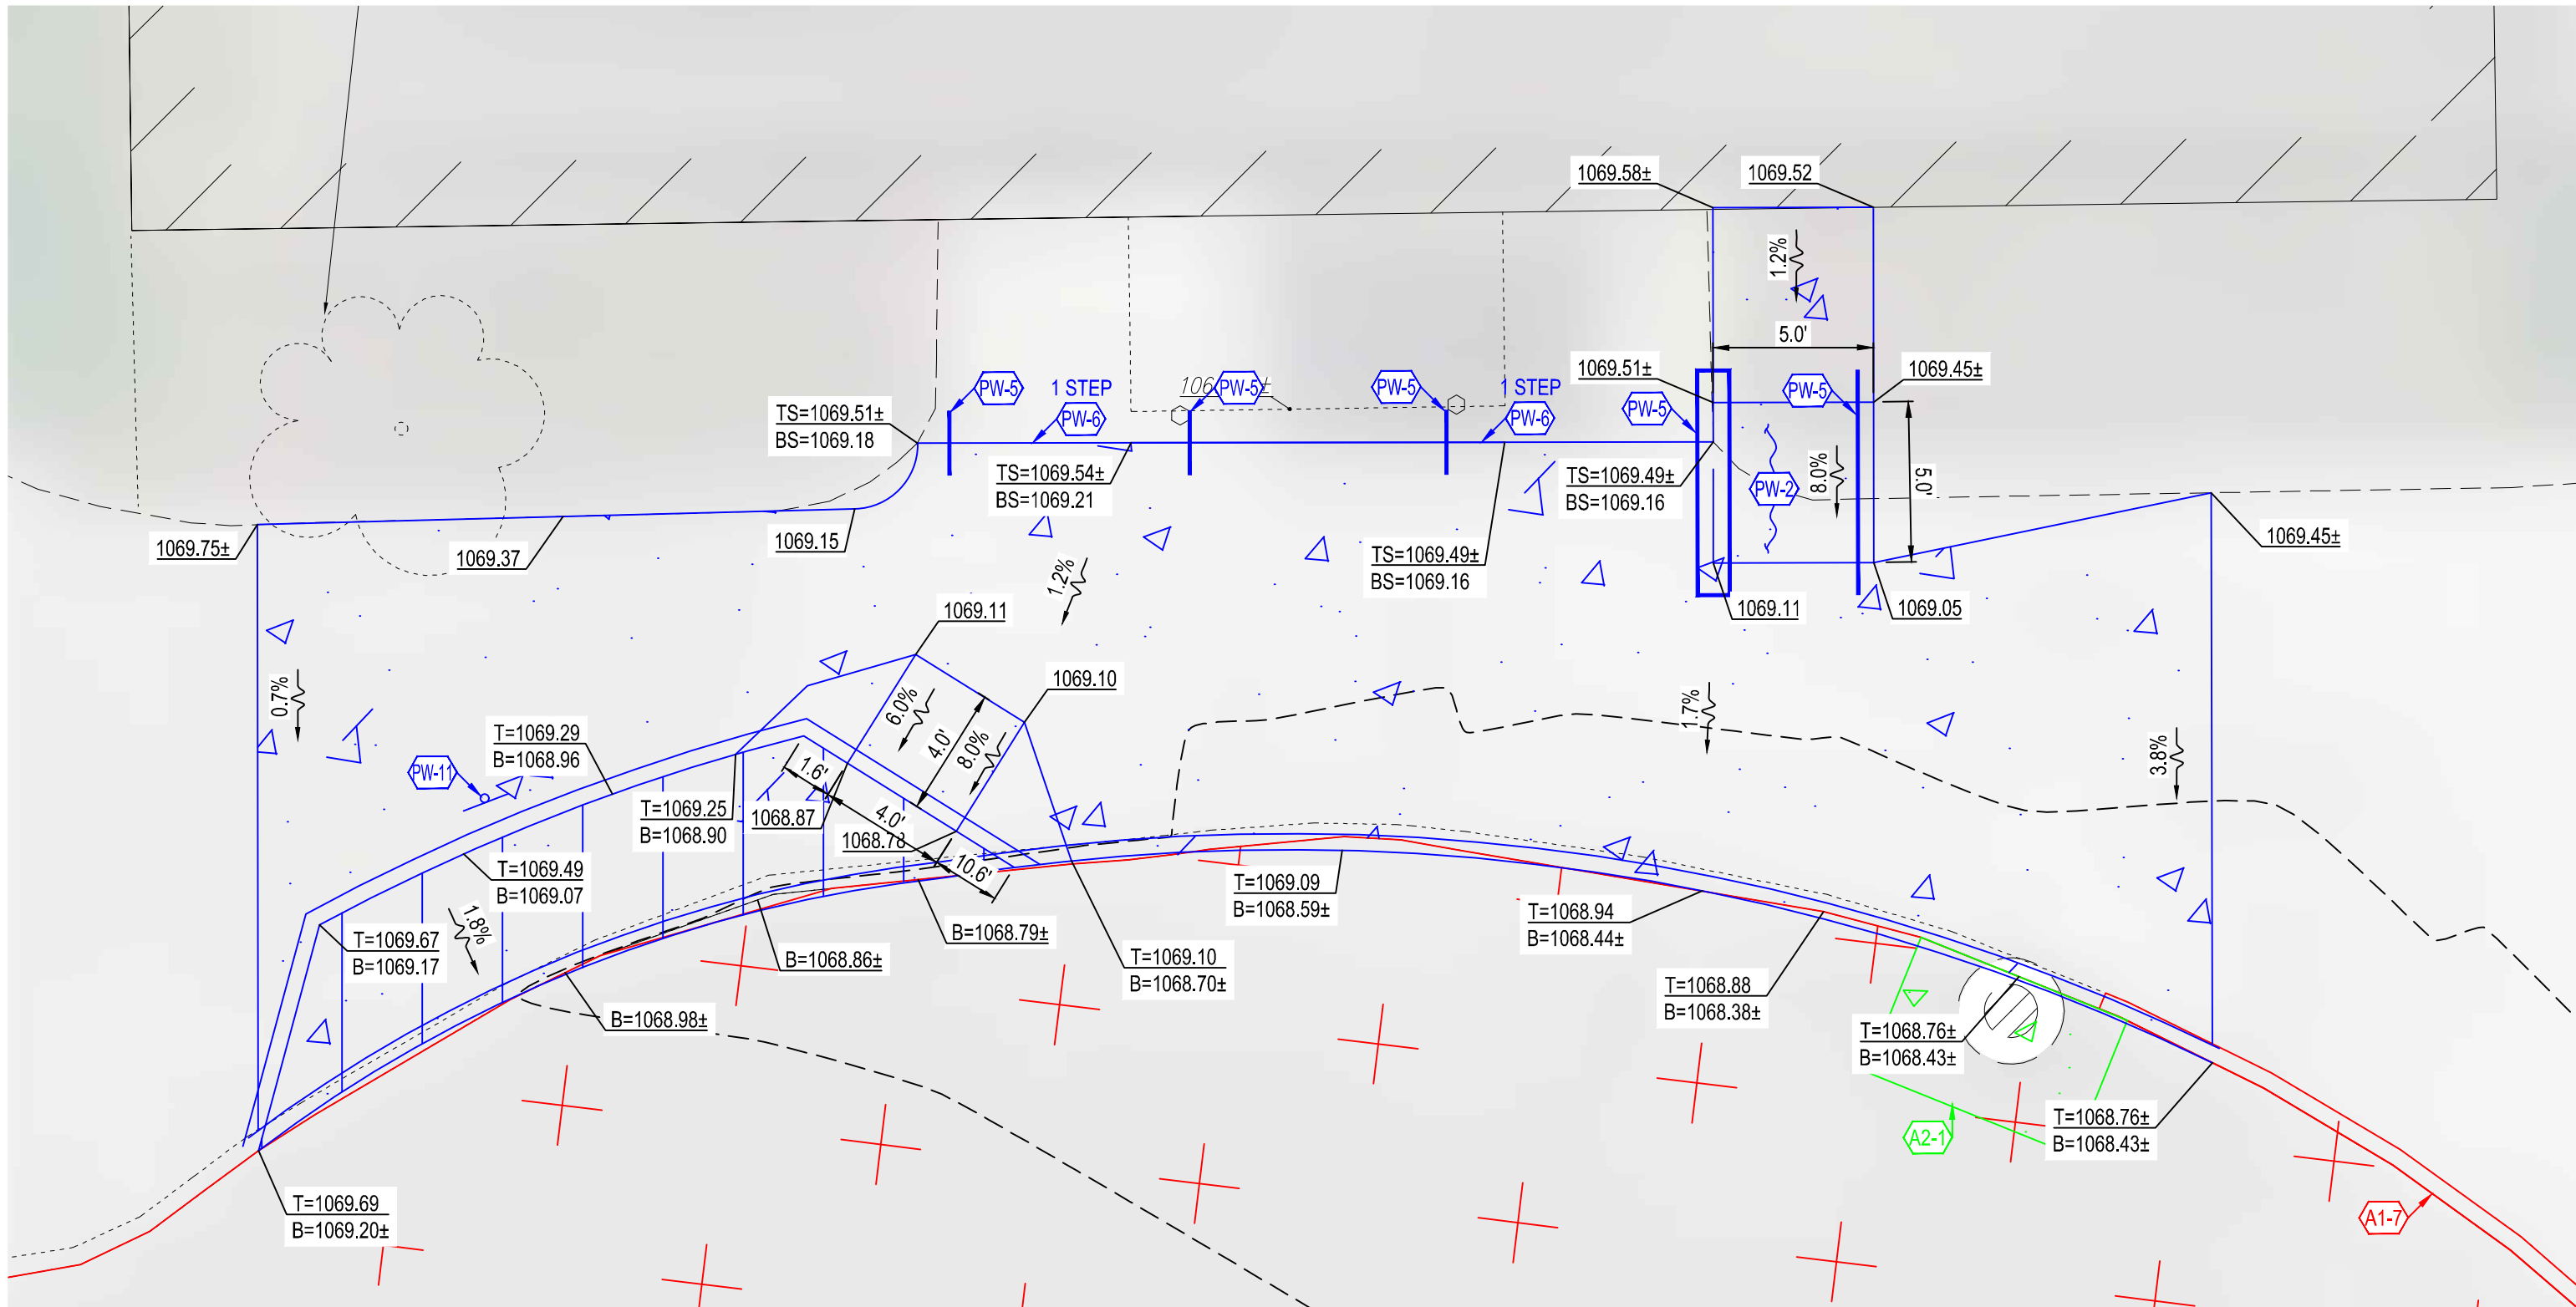 1069.58±
1069.52
1.2%
5.0'
1069.51±
1069.45±
PW-5
1 STEP
PW-6
PW-5
PW-5
1 STEP
PW-6
PW-5
PW-5
TS=1069.51±
BS=1069.18
TS=1069.54±
BS=1069.21
TS=1069.49±
BS=1069.16
PW-2
8.0%
5.0'
1069.75±
1069.37
1069.15
TS=1069.49±
BS=1069.16
1069.45±
1.2%
1069.11
1069.11
1069.05
1069.10
0.7%
6.0%
4.0'
8.0%
1.7%
3.8%
T=1069.29
B=1068.96
PW-11
1.6'
T=1069.25
B=1068.90
1068.87
4.0'
1068.78
10.6'
T=1069.49
B=1069.07
T=1069.09
B=1068.59±
T=1069.67
B=1069.17
1.8%
B=1068.79±
T=1068.94
B=1068.44±
B=1068.86±
T=1069.10
B=1068.70±
T=1068.88
B=1068.38±
B=1068.98±
T=1068.76±
B=1068.43±
A2-1
T=1068.76±
B=1068.43±
T=1069.69
B=1069.20±
A1-7